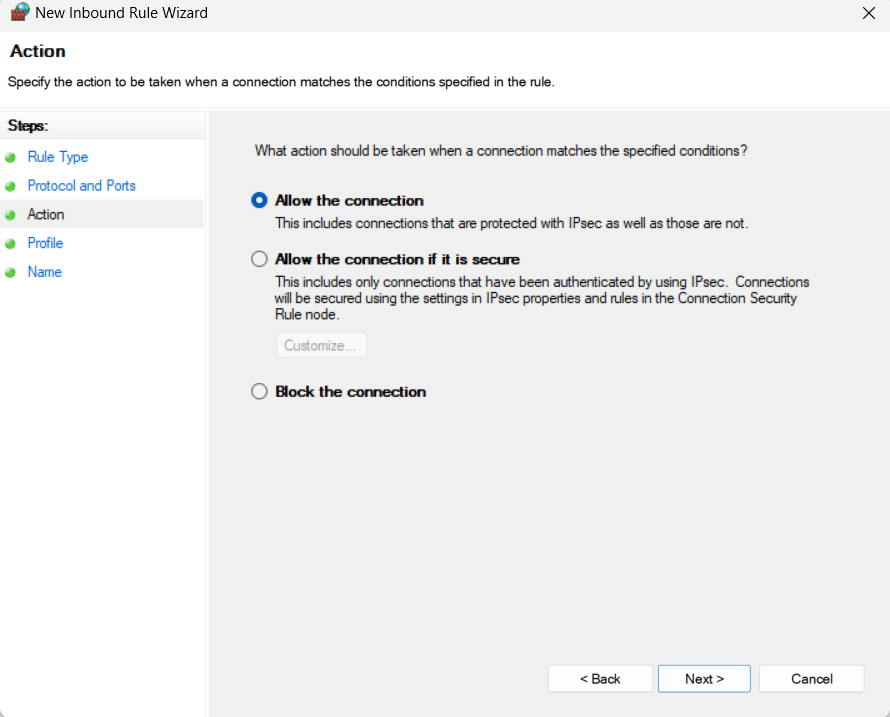 New Inbound Rule Wizard
Action
Specify the action to be taken when a connection matches the conditions specified in the rule.
Steps:
Rule Type
Protocol and Ports
Action
Profile
Name
What action should be taken when a connection matches the specified conditions?
Allow the connection
This includes connections that are protected with IPsec as well as those are not.
Allow the connection if it is secure
This includes only connections that have been authenticated by using IPsec. Connections
will be secured using the settings in IPsec properties and rules in the Connection Security
Rule node.
Customize...
Block the connection
< Back
Next >
Cancel